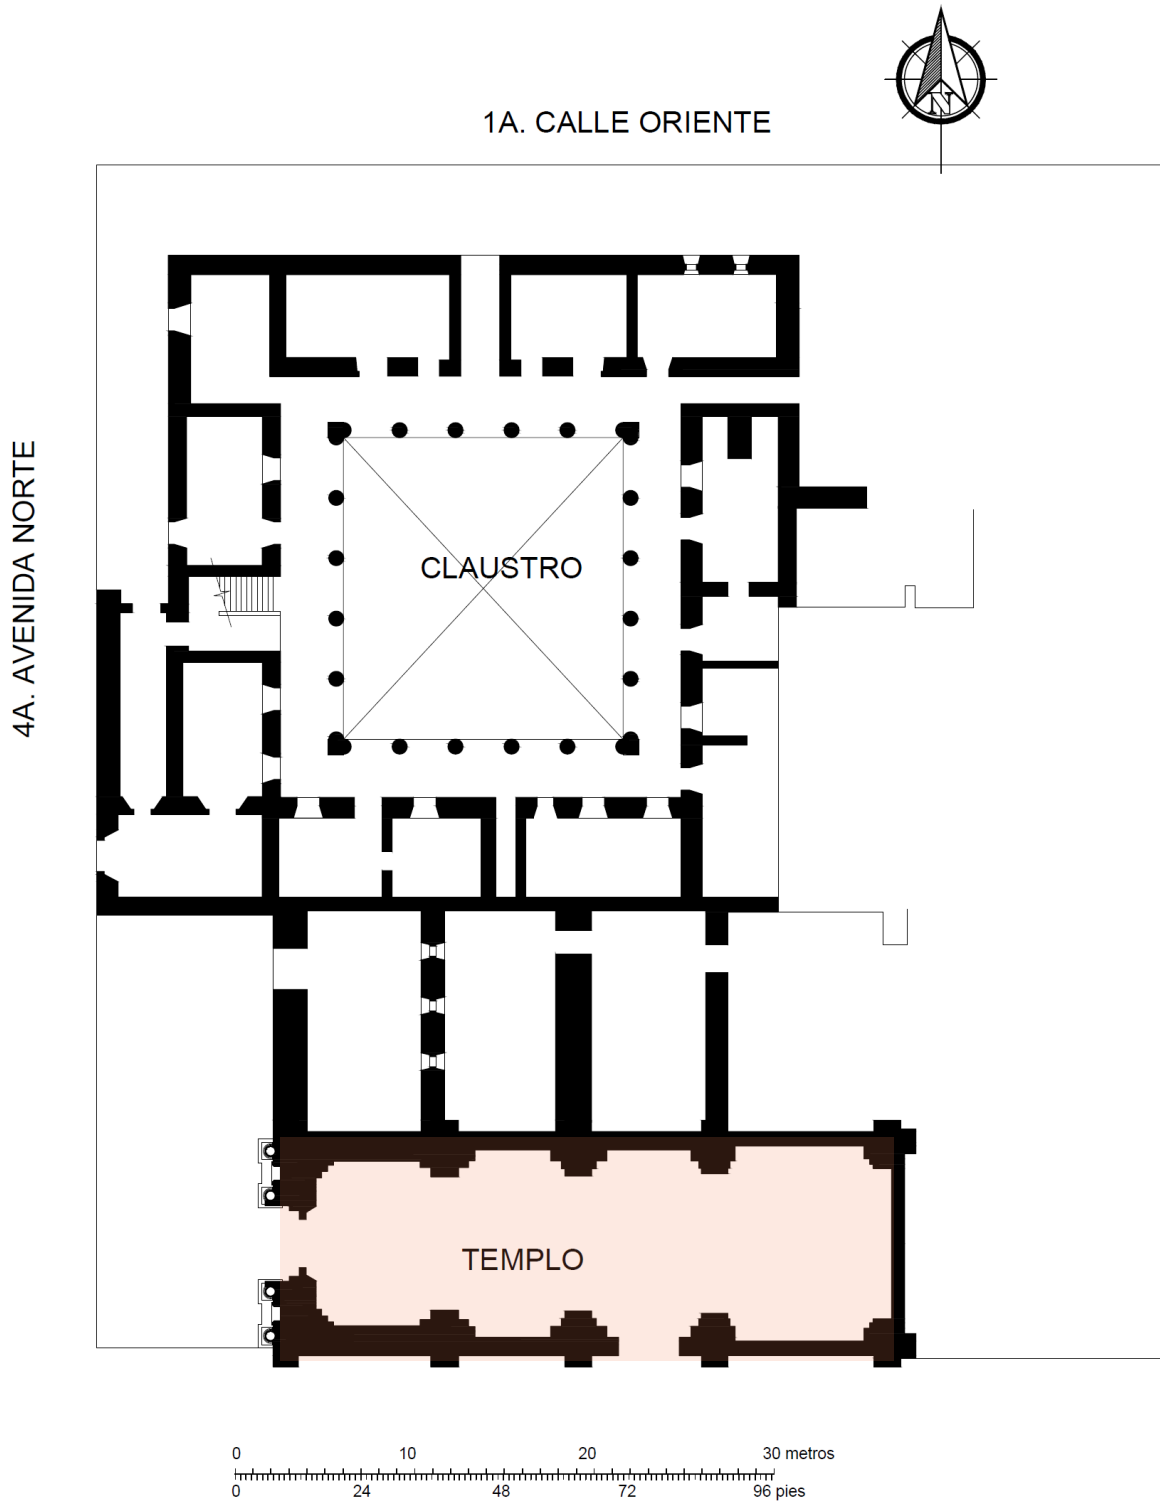 N
1A. CALLE ORIENTE
4A. AVENIDA NORTE
CLAUSTRO
TEMPLO
0 10 20 30 metros
0 24 48 72 96 pies